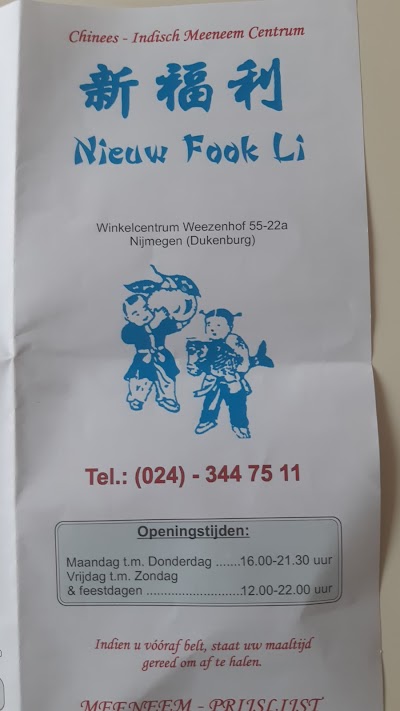 Chinees - Indisch Meeneem Centrum
新福利
Nieuw Fook Li
Winkelcentrum Weezenhof 55-22a
Nijmegen (Dukenburg)
Tel.: (024) - 344 75 11
Openingstijden:
Maandag t.m. Donderdag .......16.00-21.30 uur
Vrijdag t.m. Zondag
& feestdagen ..........................12.00-22.00 uur
Indien u vóóraf belt, staat uw maaltijd
gereed om af te halen.
MEENEEM - PRIJSLIJST